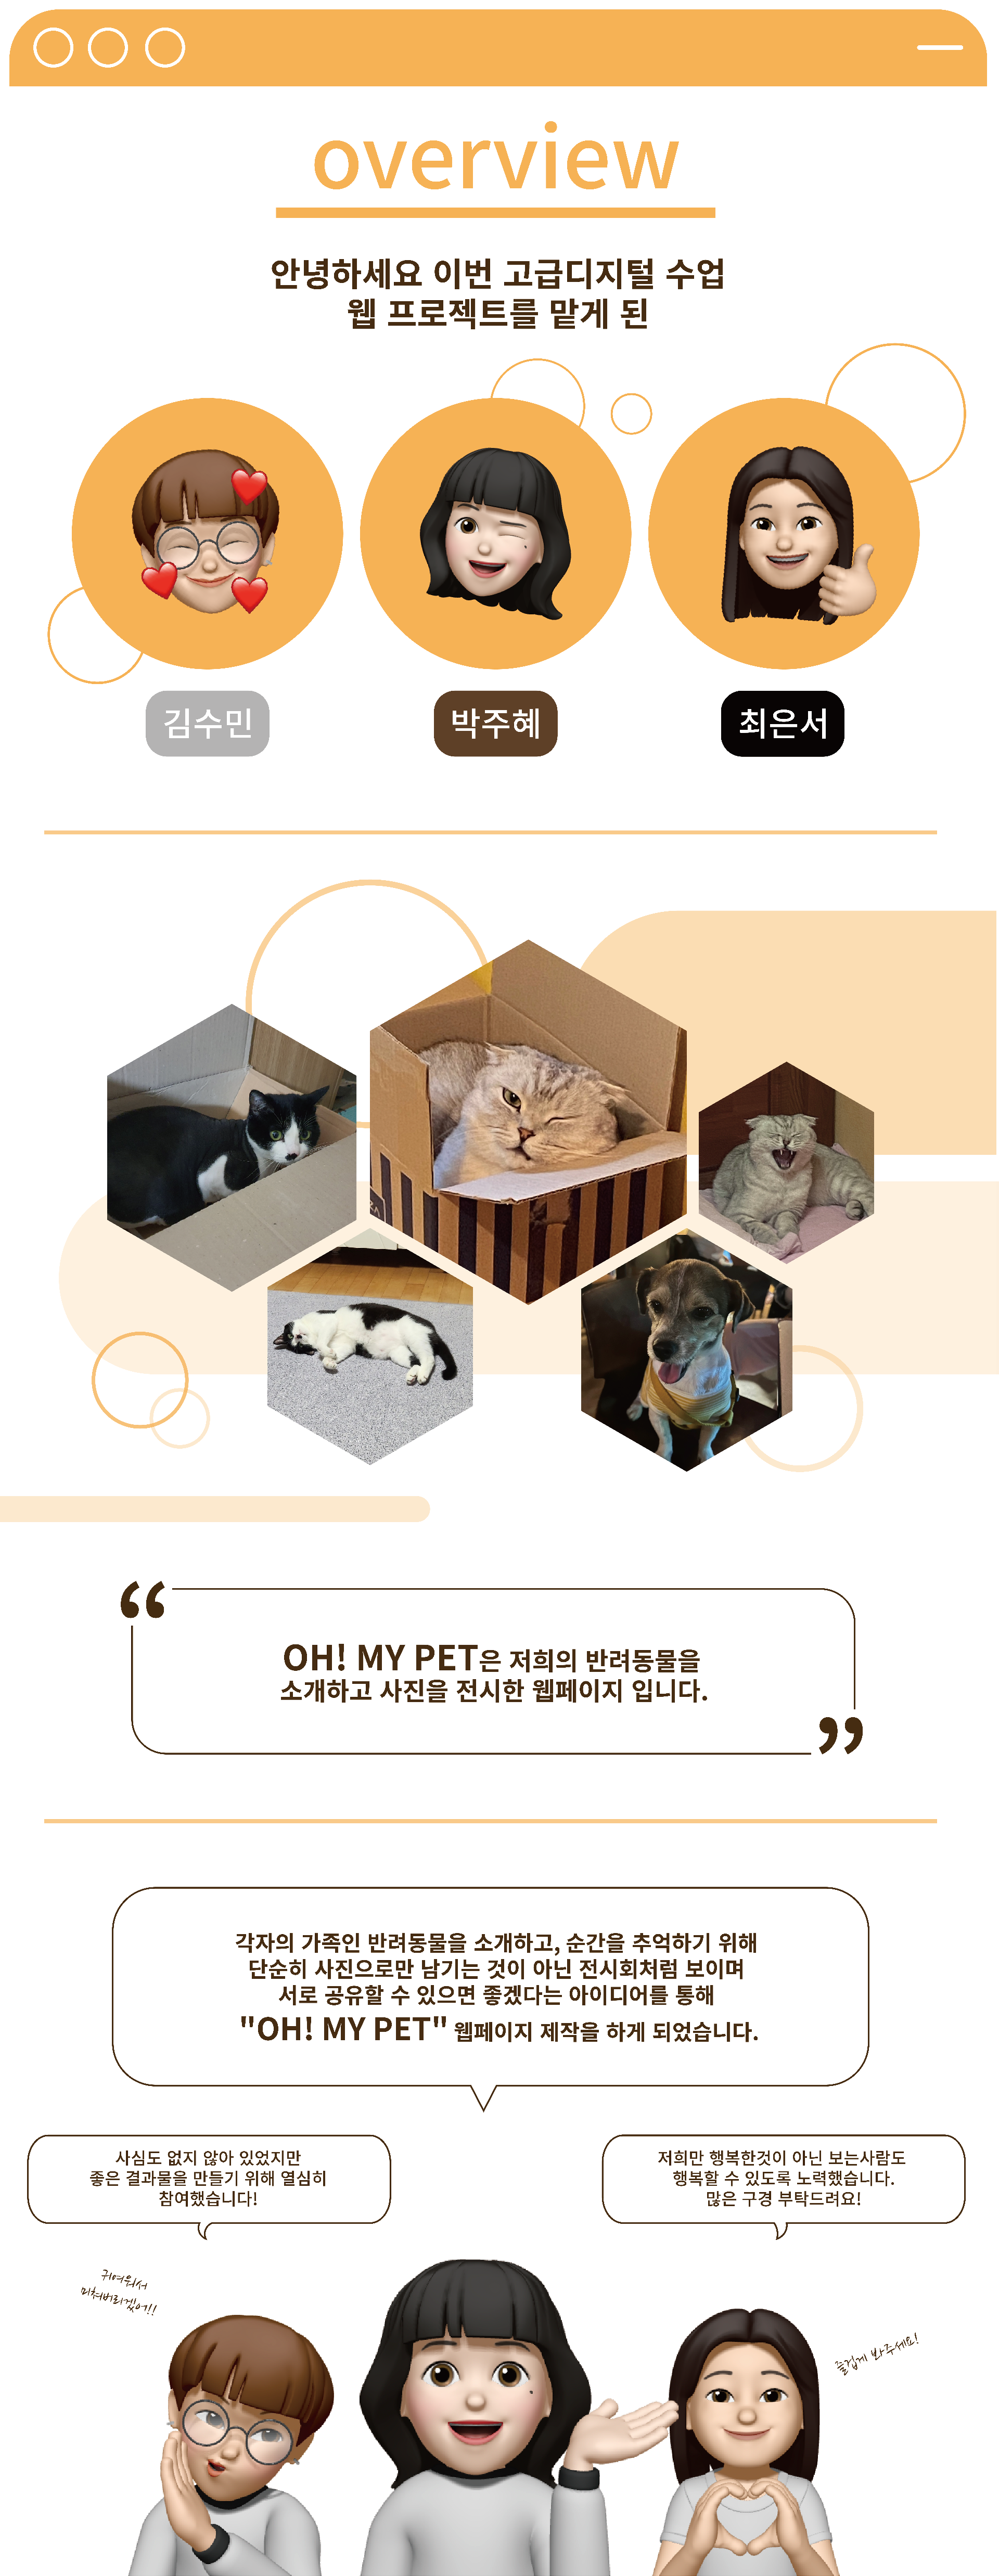 overview
안녕하세요 이번 고급디지털 수업
웹 프로젝트를 맡게 된
김수민
박주혜
최은서
“
OH! MY PET은 저희의 반려동물을
소개하고 사진을 전시한 웹페이지 입니다.
”
각자의 가족인 반려동물을 소개하고, 순간을 추억하기 위해
단순히 사진으로만 남기는 것이 아닌 전시회처럼 보이며
서로 공유할 수 있으면 좋겠다는 아이디어를 통해
"OH! MY PET" 웹페이지 제작을 하게 되었습니다.
사심도 없지 않아 있었지만
좋은 결과물을 만들기 위해 열심히
참여했습니다!
저희만 행복한것이 아닌 보는사람도
행복할 수 있도록 노력했습니다.
많은 구경 부탁드려요!
귀여워서
미쳐버리겠어!!
즐겁게 봐주세요!